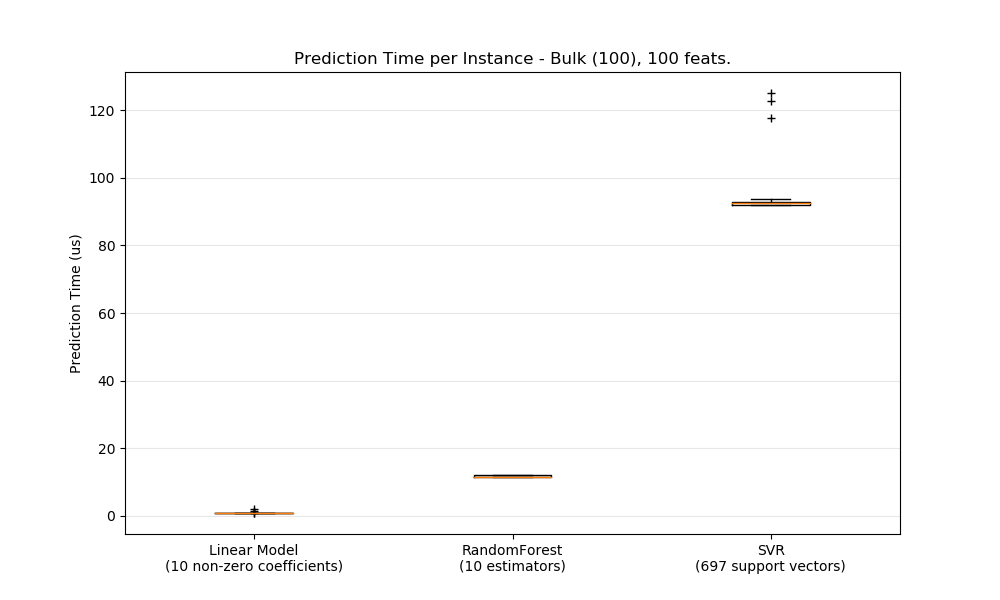 Prediction Time per Instance - Bulk (100), 100 feats.
Prediction Time (us)
120
100
80
60
40
20
0
Linear Model
(10 non-zero coefficients)
RandomForest
(10 estimators)
SVR
(697 support vectors)